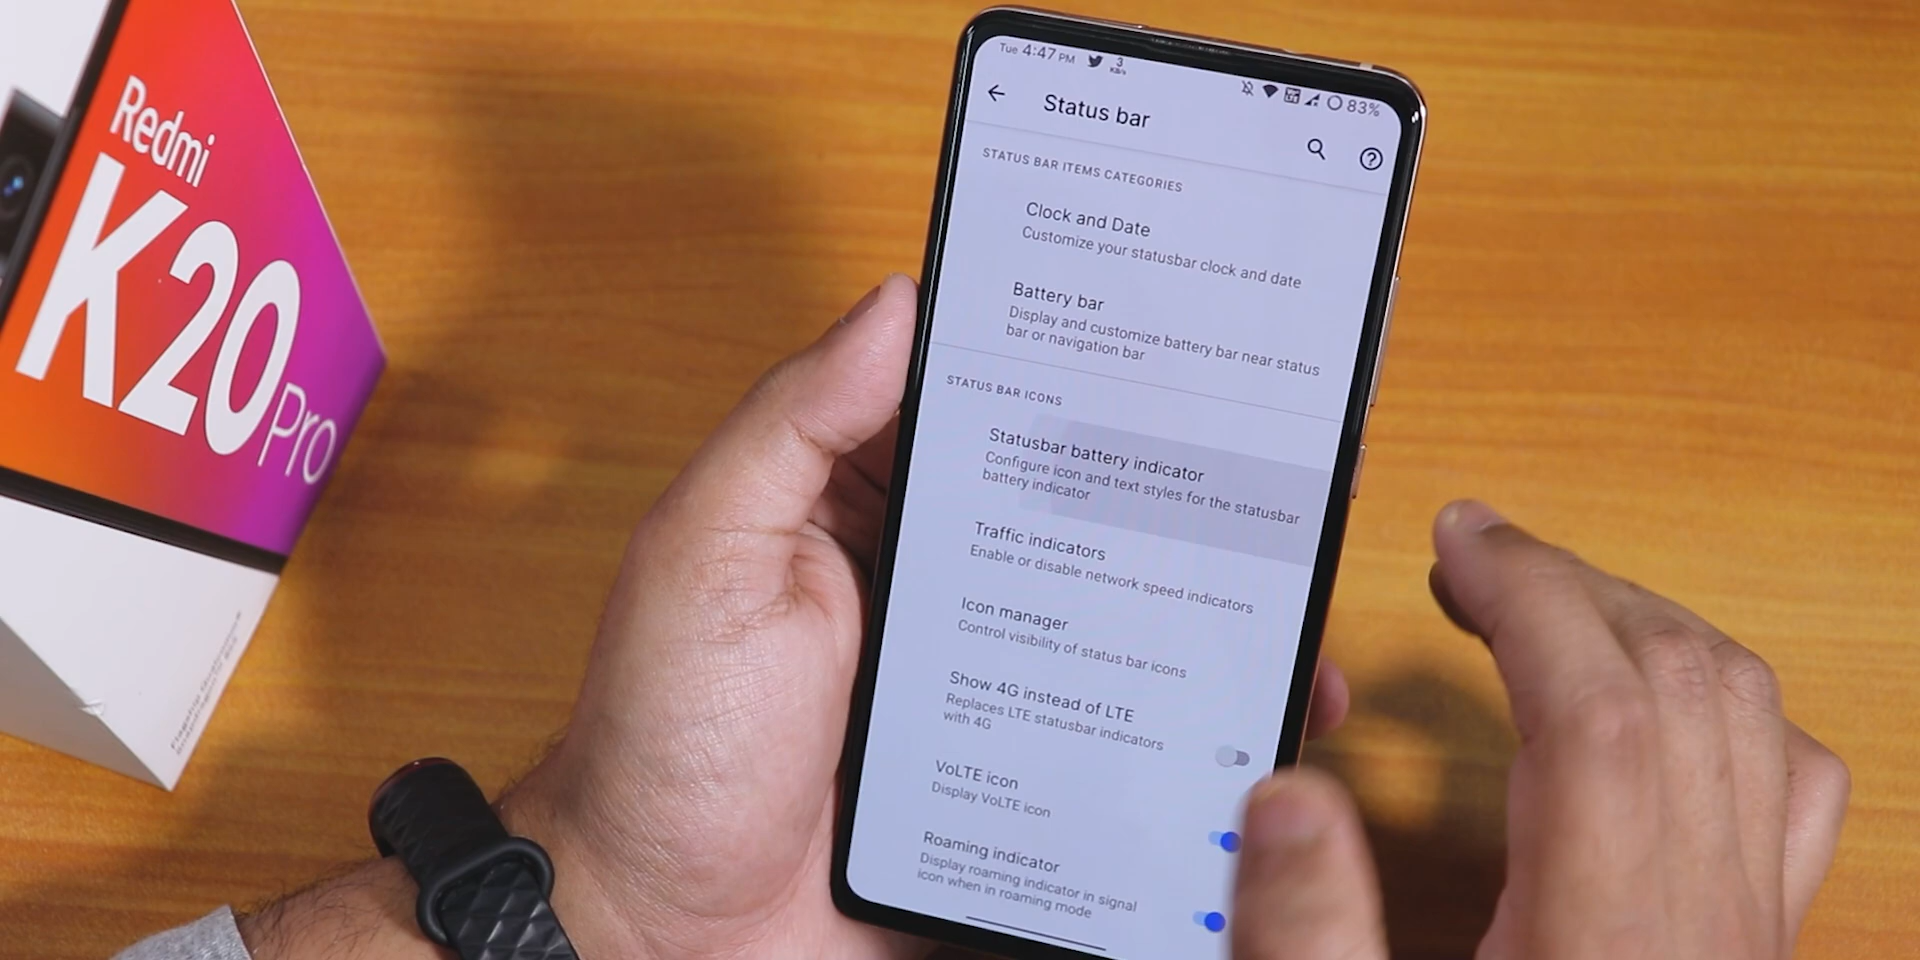 Redmi
K20 Pro
Tue 4:47 PM
3
KB/s
83%
Status bar
STATUS BAR ITEMS CATEGORIES
Clock and Date
Customize your statusbar clock and date
Battery bar
Display and customize battery bar near status
bar or navigation bar
STATUS BAR ICONS
Statusbar battery indicator
Configure icon and text styles for the statusbar
battery indicator
Traffic indicators
Enable or disable network speed indicators
Icon manager
Control visibility of status bar icons
Show 4G instead of LTE
Replaces LTE statusbar indicators
with 4G
VoLTE icon
Display VoLTE icon
Roaming indicator
Display roaming indicator in signal
icon when in roaming mode